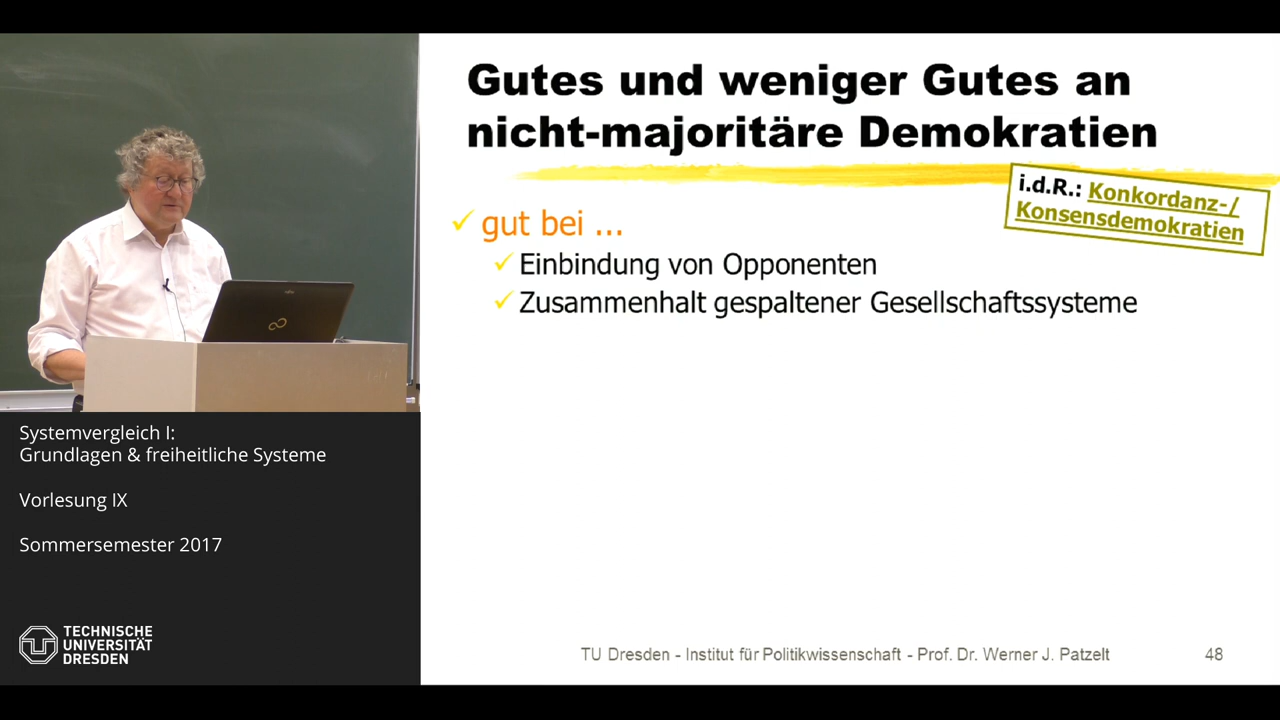 Gutes und weniger Gutes an
nicht-majoritäre Demokratien
i.d.R.: Konkordanz-/
Konsensdemokratien
gut bei ...
Einbindung von Opponenten
Zusammenhalt gespaltener Gesellschaftssysteme
Systemvergleich I:
Grundlagen & freiheitliche Systeme
Vorlesung IX
Sommersemester 2017
TECHNISCHE
UNIVERSITÄT
DRESDEN
TU Dresden - Institut für Politikwissenschaft - Prof. Dr. Werner J. Patzelt
48